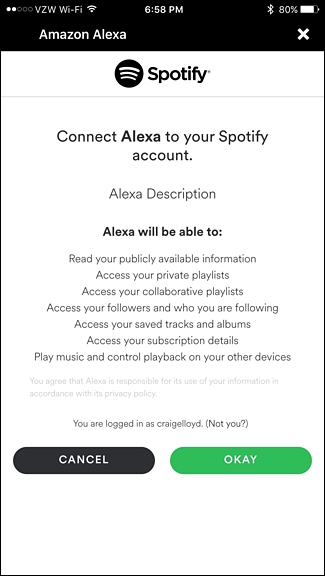 VZW Wi-Fi 6:58 PM 80%
Amazon Alexa
Spotify®
Connect Alexa to your Spotify
account.
Alexa Description
Alexa will be able to:
Read your publicly available information
Access your private playlists
Access your collaborative playlists
Access your followers and who you are following
Access your saved tracks and albums
Access your subscription details
Play music and control playback on your other devices
You agree that Alexa is responsible for its use of your information in
accordance with its privacy policy.
You are logged in as craigelloyd. (Not you?)
CANCEL OKAY